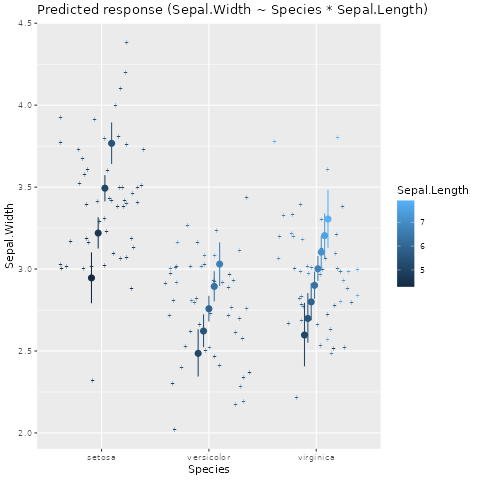 Predicted response (Sepal.Width ~ Species * Sepal.Length)
4.5
4.0
3.5
3.0
2.5
2.0
Sepal.Width
setosa
versicolor
virginica
Species
Sepal.Length
7
6
5